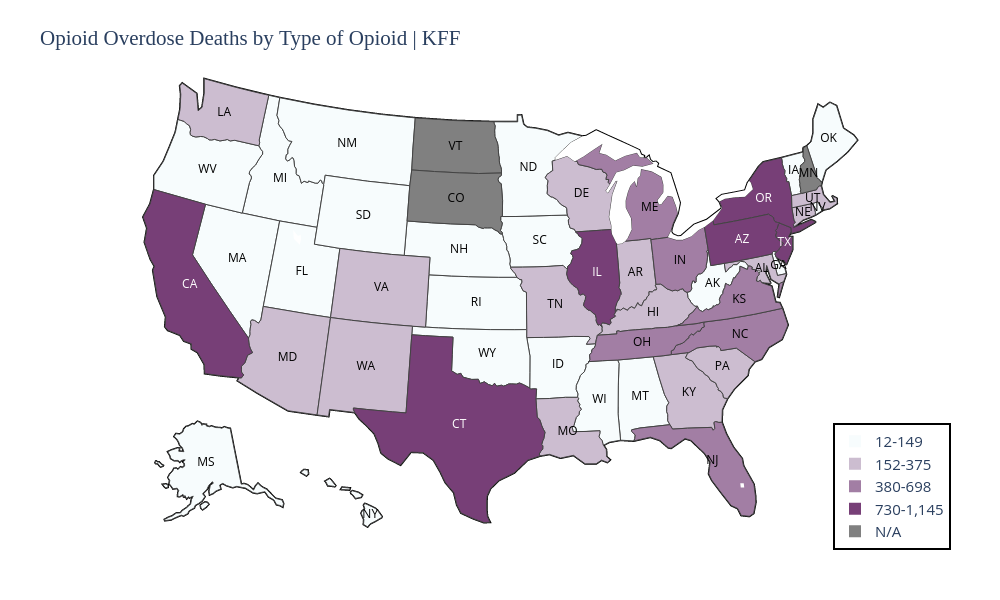 Opioid Overdose Deaths by Type of Opioid | KFF
LA
WV
MI
NM
VT
ND
OK
IA
MN
SD
CO
DE
ME
OR
UT
NE
NV
MA
FL
NH
SC
IL
AR
IN
AZ
TX
CA
VA
RI
TN
HI
AK
AL
GA
KS
MD
WA
WY
ID
OH
NC
WI
MT
KY
PA
CT
MO
MS
NY
NJ
12-149
152-375
380-698
730-1,145
N/A